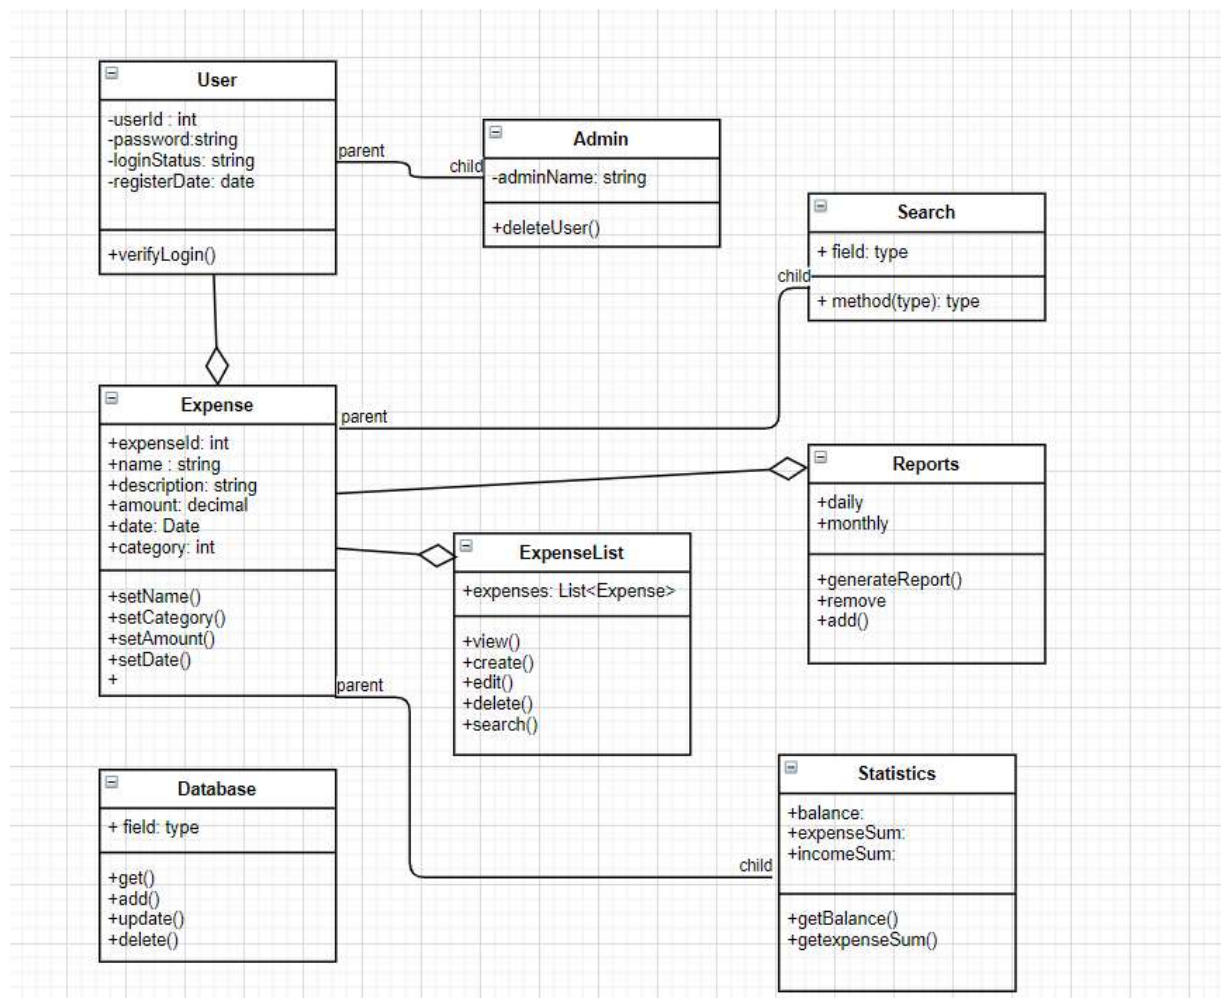 User
-userId : int
-password:string
-loginStatus: string
-registerDate: date
+verifyLogin()
parent
child
Admin
-adminName: string
+deleteUser()
Search
+ field: type
+ method(type): type
child
parent
Expense
+expenseId: int
+name : string
+description: string
+amount: decimal
+date: Date
+category: int
+setName()
+setCategory()
+setAmount()
+setDate()
+
parent
ExpenseList
+expenses: List<Expense>
+view()
+create()
+edit()
+delete()
+search()
Reports
+daily
+monthly
+generateReport()
+remove
+add()
Database
+ field: type
+get()
+add()
+update()
+delete()
child
Statistics
+balance:
+expenseSum:
+incomeSum:
+getBalance()
+getexpenseSum()